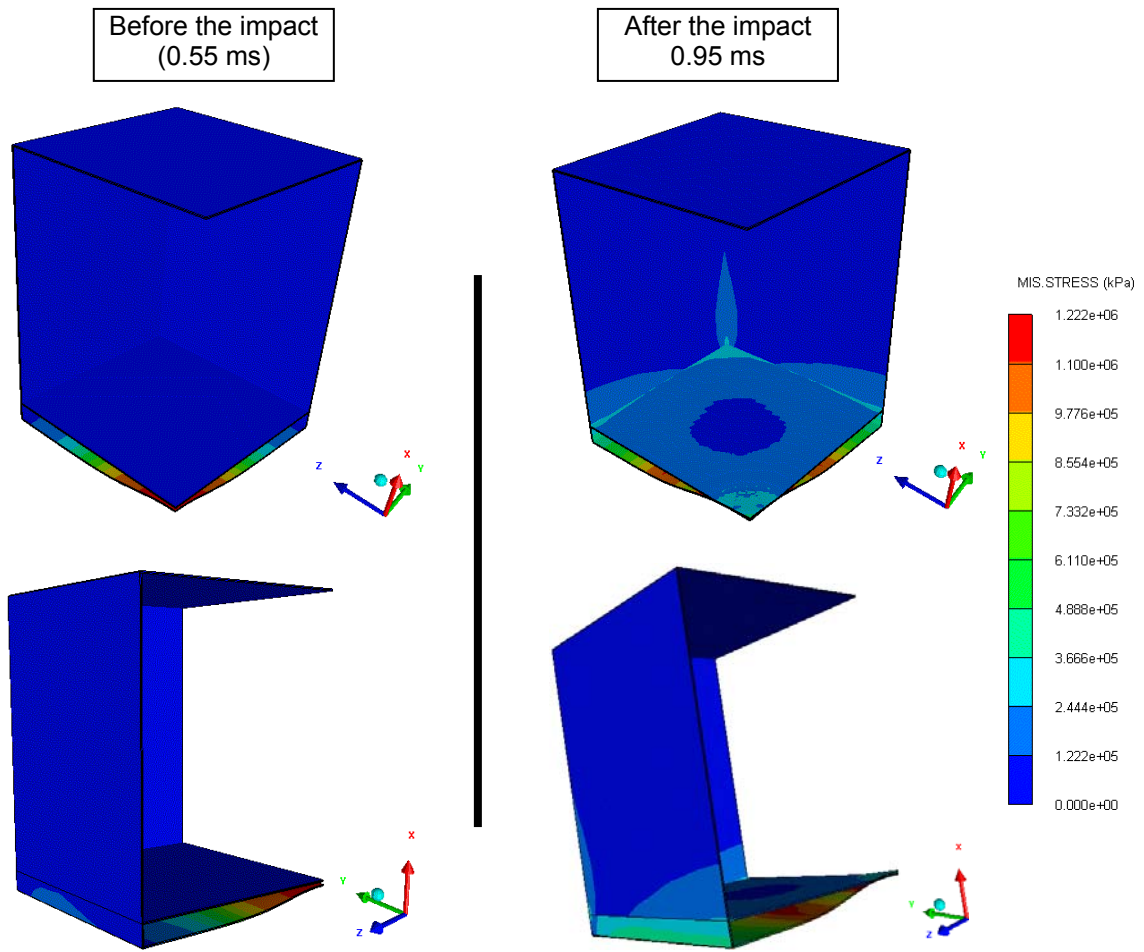 Before the impact
(0.55 ms)
After the impact
0.95 ms
Z
X
Y
Z
X
Y
MIS.STRESS (kPa)
1.222e+06
1.100e+06
9.776e+05
8.554e+05
7.332e+05
6.110e+05
4.888e+05
3.666e+05
2.444e+05
1.222e+05
0.000e+00
X
Y
Z
X
Y
Z